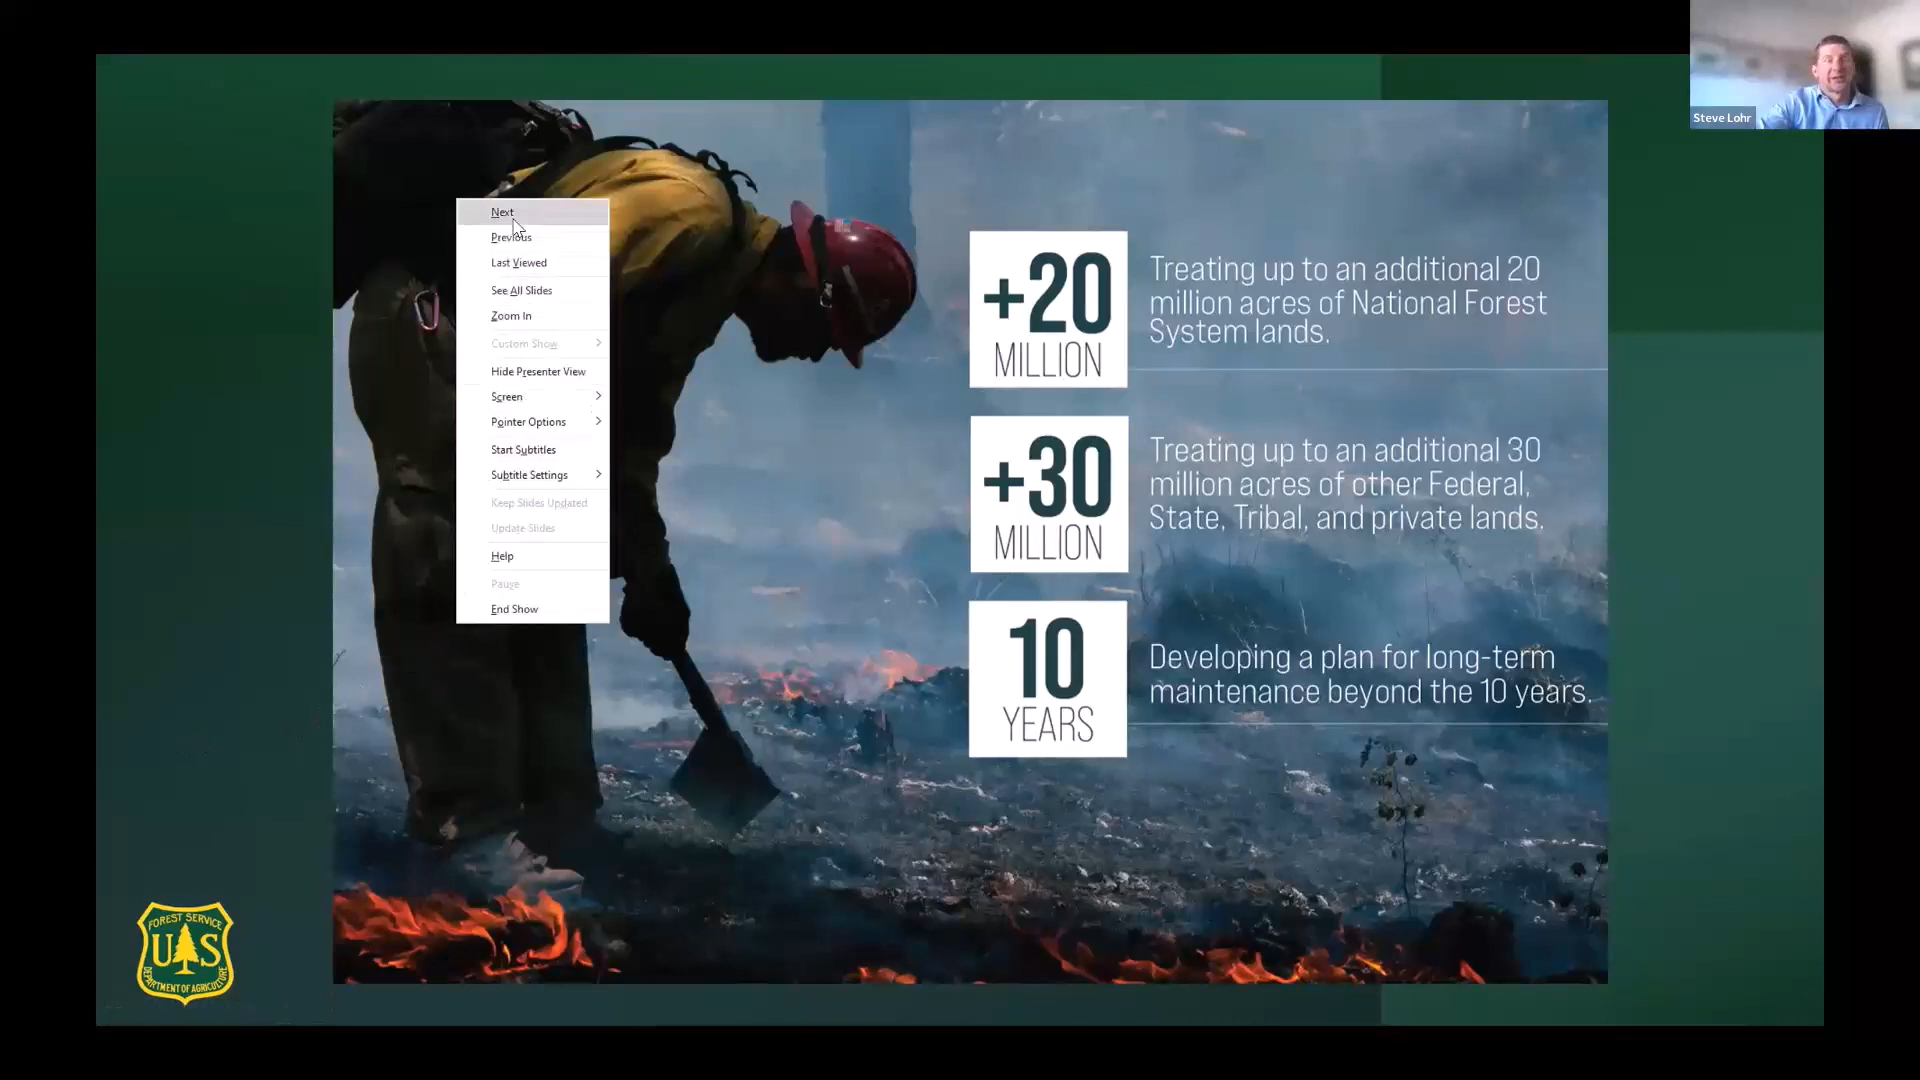 Steve Lohr
Next
Previous
Last Viewed
See All Slides
Zoom In
Custom Show
Hide Presenter View
Screen
Pointer Options
Start Subtitles
Subtitle Settings
Keep Slides Updated
Update Slides
Help
Pause
End Show
+20
MILLION
Treating up to an additional 20
million acres of National Forest
System lands.
+30
MILLION
Treating up to an additional 30
million acres of other Federal,
State, Tribal, and private lands.
10
YEARS
Developing a plan for long-term
maintenance beyond the 10 years.
FOREST SERVICE
U S
DEPARTMENT OF AGRICULTURE